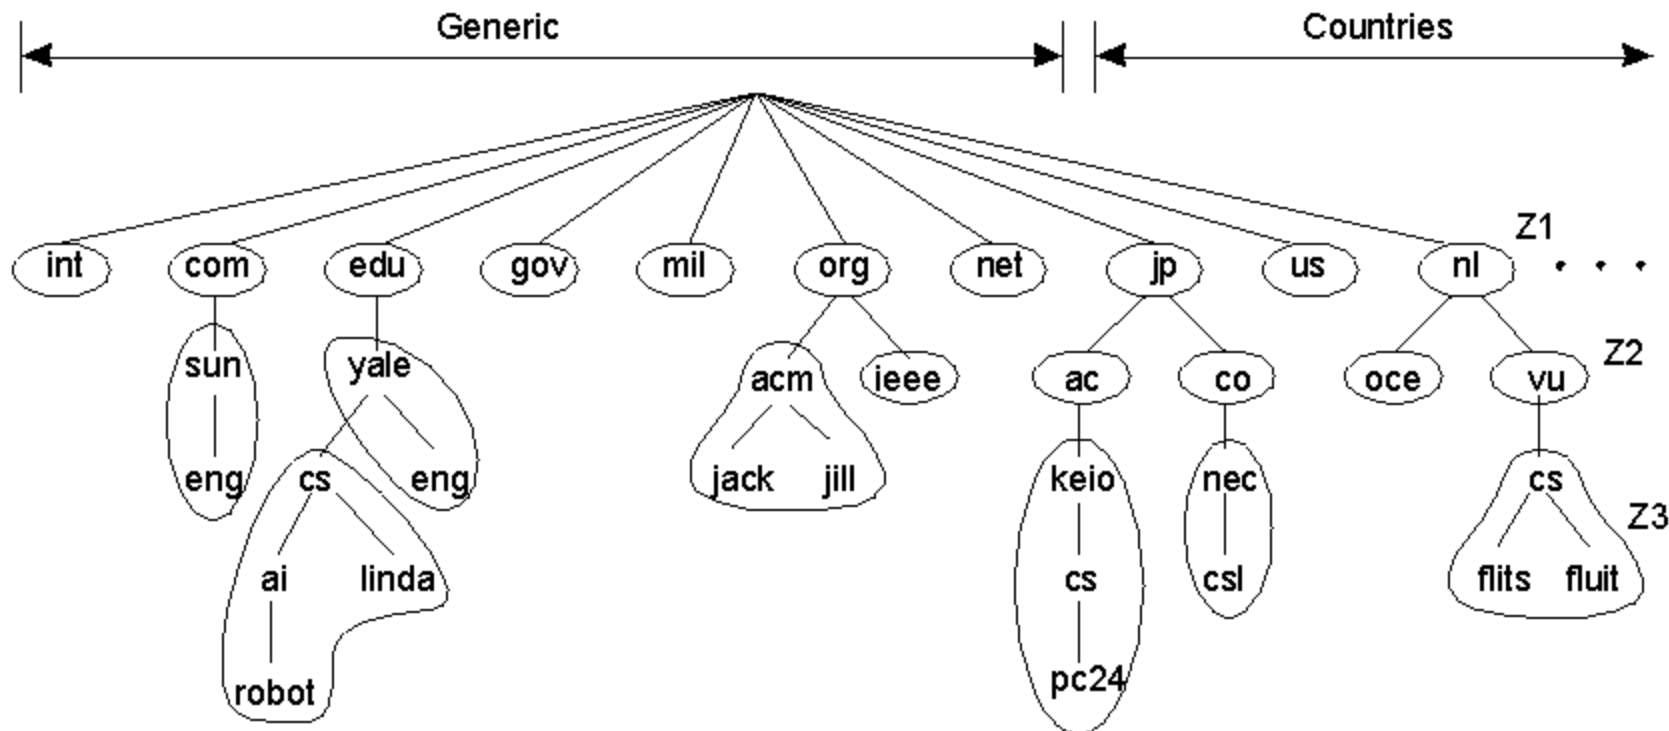 Generic Countries
Z1
int com edu gov mil org net jp us nl . . .
Z2
sun yale acm ieee ac co oce vu
eng cs eng jack jill keio nec cs
Z3
ai linda cs csl flits fluit
robot pc24